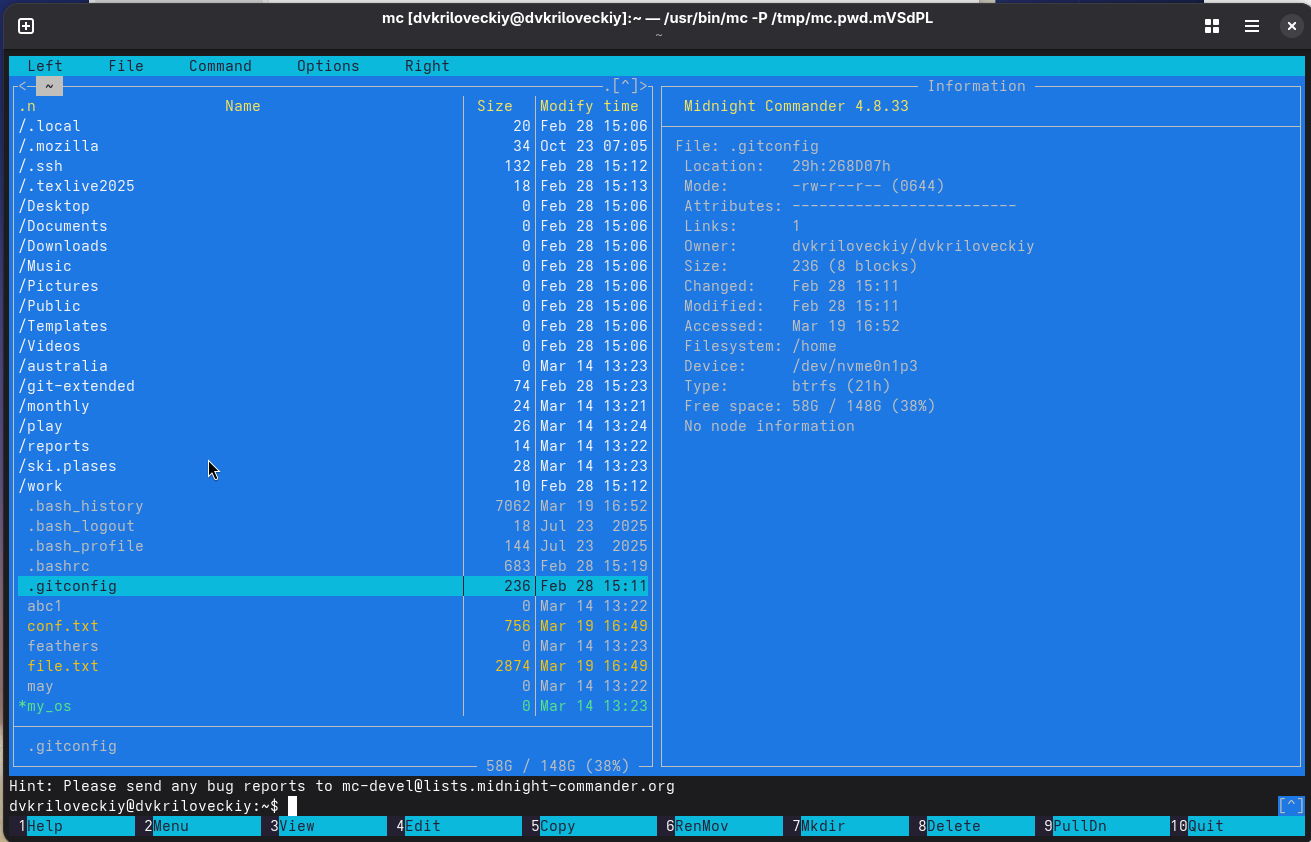 mc [dvkriloveckiy@dvkriloveckiy]:~ — /usr/bin/mc -P /tmp/mc.pwd.mVSdPL
~
Left File Command Options Right
<─ ~ ─.[^]>
.n Name Size Modify time
/.local 20 Feb 28 15:06
/.mozilla 34 Oct 23 07:05
/.ssh 132 Feb 28 15:12
/.texlive2025 18 Feb 28 15:13
/Desktop 0 Feb 28 15:06
/Documents 0 Feb 28 15:06
/Downloads 0 Feb 28 15:06
/Music 0 Feb 28 15:06
/Pictures 0 Feb 28 15:06
/Public 0 Feb 28 15:06
/Templates 0 Feb 28 15:06
/Videos 0 Feb 28 15:06
/australia 0 Mar 14 13:23
/git-extended 74 Feb 28 15:23
/monthly 24 Mar 14 13:21
/play 26 Mar 14 13:24
/reports 14 Mar 14 13:22
/ski.plases 28 Mar 14 13:23
/work 10 Feb 28 15:12
.bash_history 7062 Mar 19 16:52
.bash_logout 18 Jul 23 2025
.bash_profile 144 Jul 23 2025
.bashrc 683 Feb 28 15:19
.gitconfig 236 Feb 28 15:11
abc1 0 Mar 14 13:22
conf.txt 756 Mar 19 16:49
feathers 0 Mar 14 13:23
file.txt 2874 Mar 19 16:49
may 0 Mar 14 13:22
*my_os 0 Mar 14 13:23
.gitconfig
58G / 148G (38%)
Information
Midnight Commander 4.8.33
File: .gitconfig
Location: 29h:268D07h
Mode: -rw-r--r-- (0644)
Attributes: -------------------------
Links: 1
Owner: dvkriloveckiy/dvkriloveckiy
Size: 236 (8 blocks)
Changed: Feb 28 15:11
Modified: Feb 28 15:11
Accessed: Mar 19 16:52
Filesystem: /home
Device: /dev/nvme0n1p3
Type: btrfs (21h)
Free space: 58G / 148G (38%)
No node information
Hint: Please send any bug reports to mc-devel@lists.midnight-commander.org
dvkriloveckiy@dvkriloveckiy:~$ [^]
1Help 2Menu 3View 4Edit 5Copy 6RenMov 7Mkdir 8Delete 9PullDn 10Quit